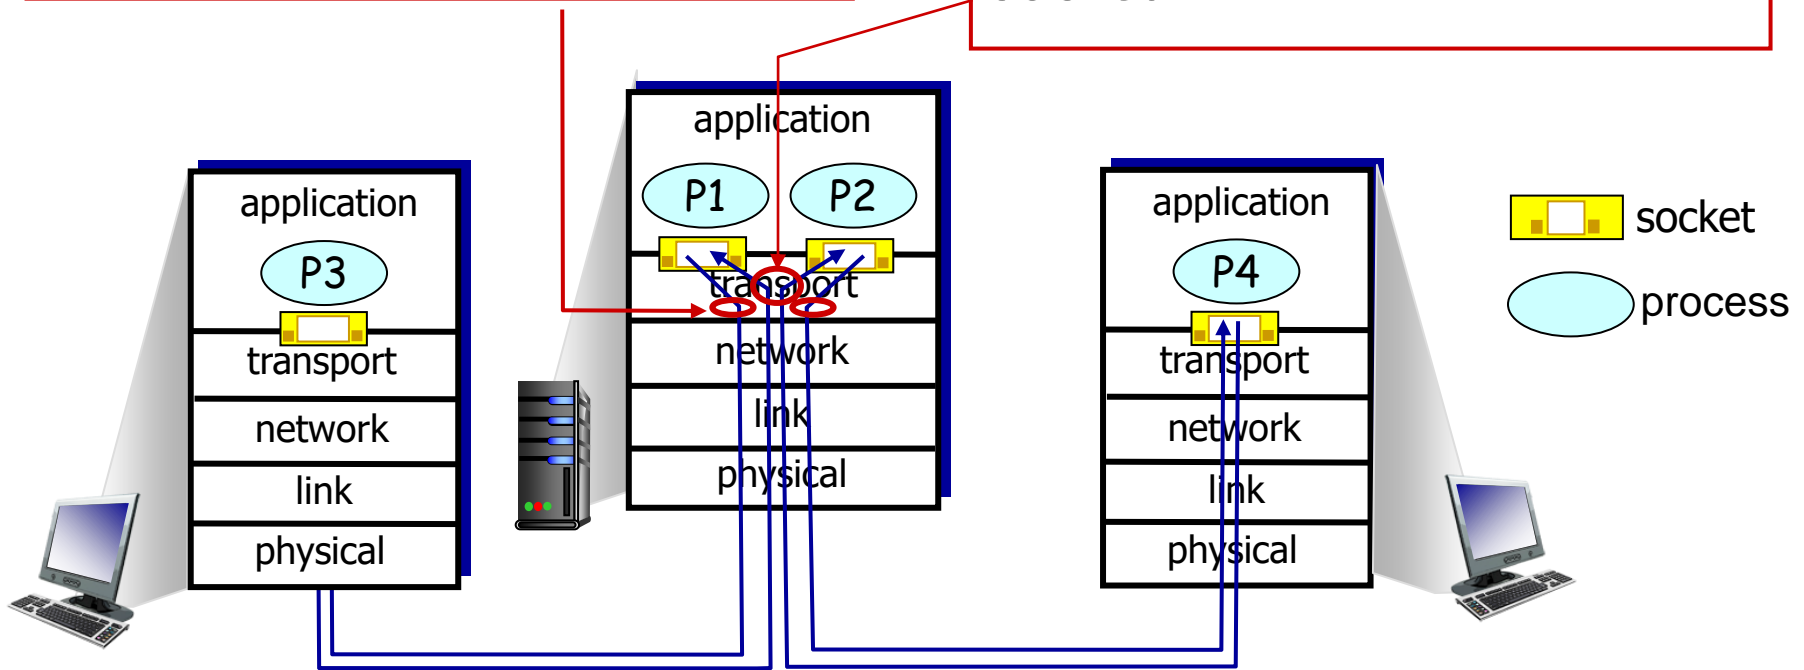 application
P1
P2
transport
network
link
physical
application
P3
transport
network
link
physical
application
P4
transport
network
link
physical
socket
process